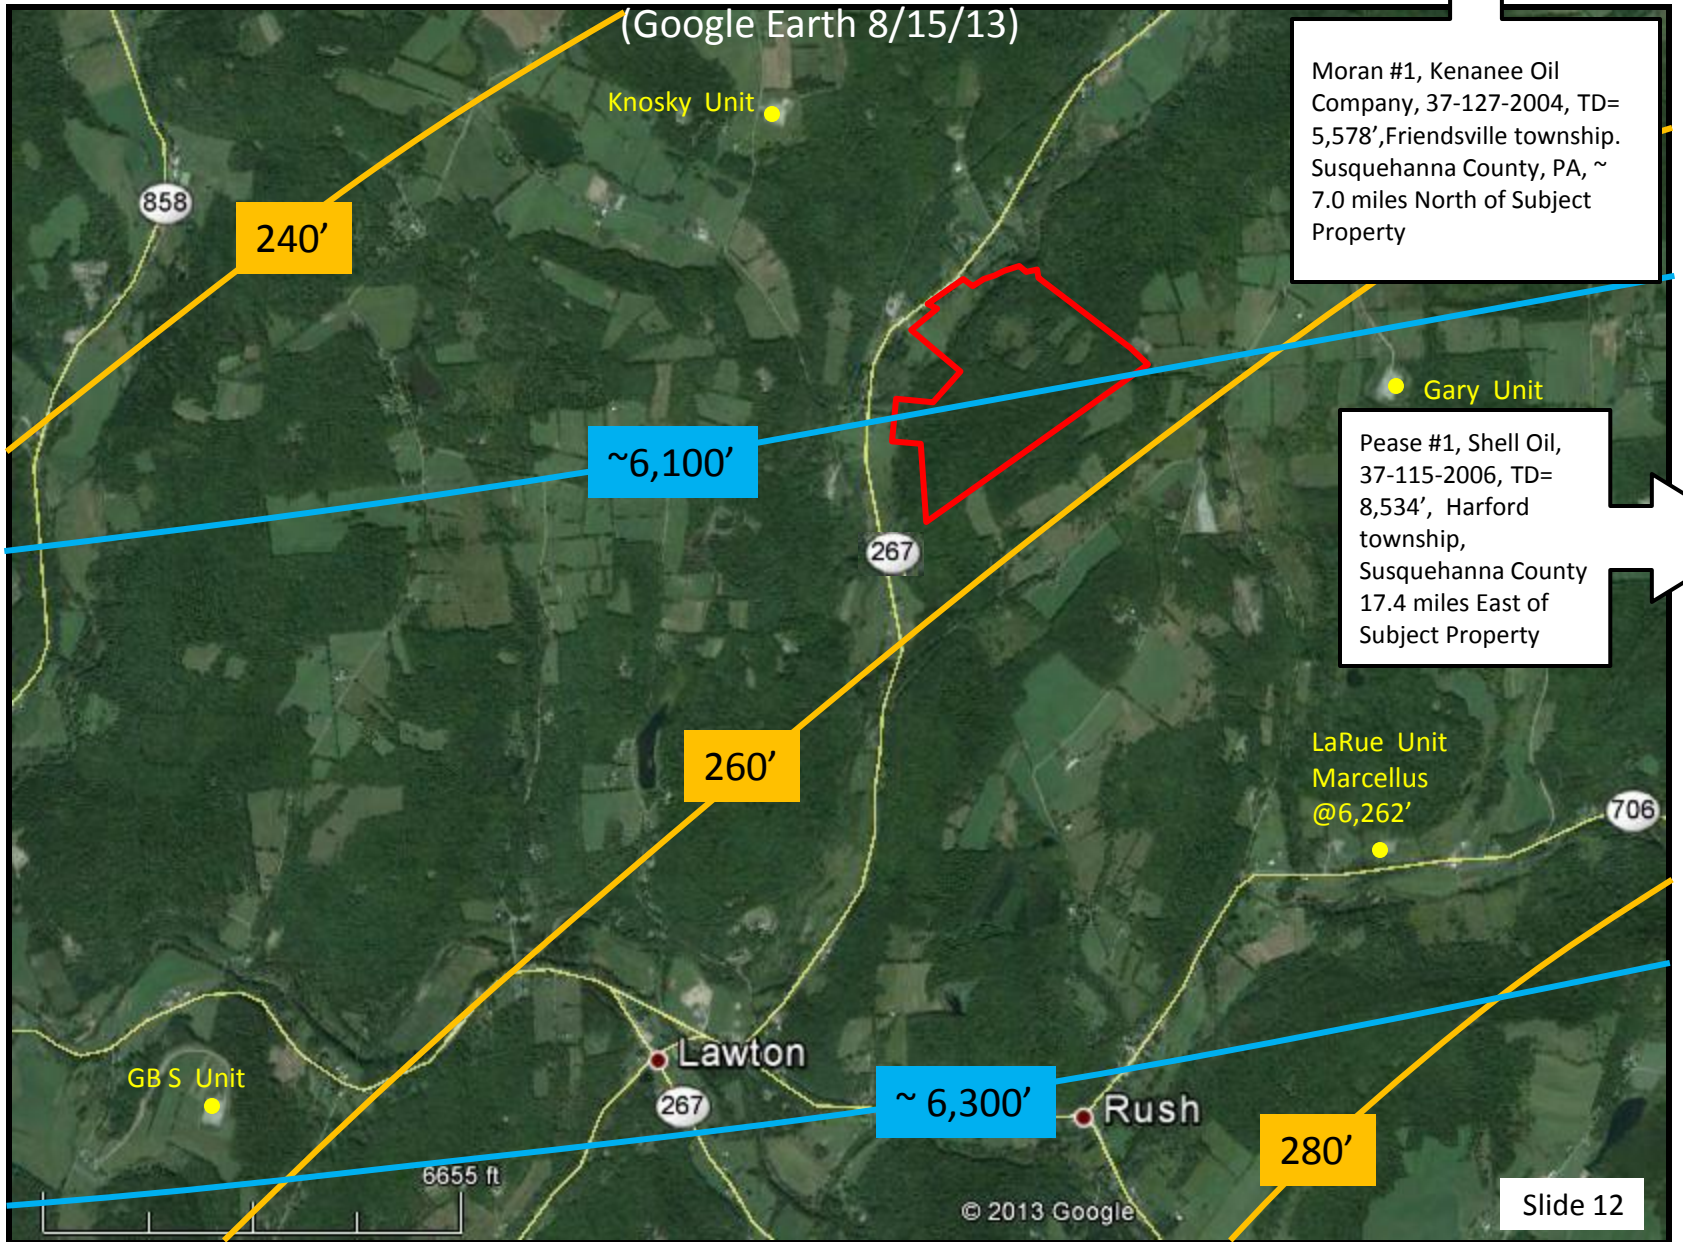 (Google Earth 8/15/13)
Moran #1, Kenanee Oil
Company, 37-127-2004, TD=
5,578’,Friendsville township.
Susquehanna County, PA, ~
7.0 miles North of Subject
Property
Knosky Unit
858
240’
Gary Unit
~6,100’
Pease #1, Shell Oil,
37-115-2006, TD=
8,534’, Harford
township,
Susquehanna County
17.4 miles East of
Subject Property
267
260’
LaRue Unit
Marcellus
@6,262’
706
Lawton
GB S Unit
267
~ 6,300’
Rush
280’
6655 ft
© 2013 Google
Slide 12